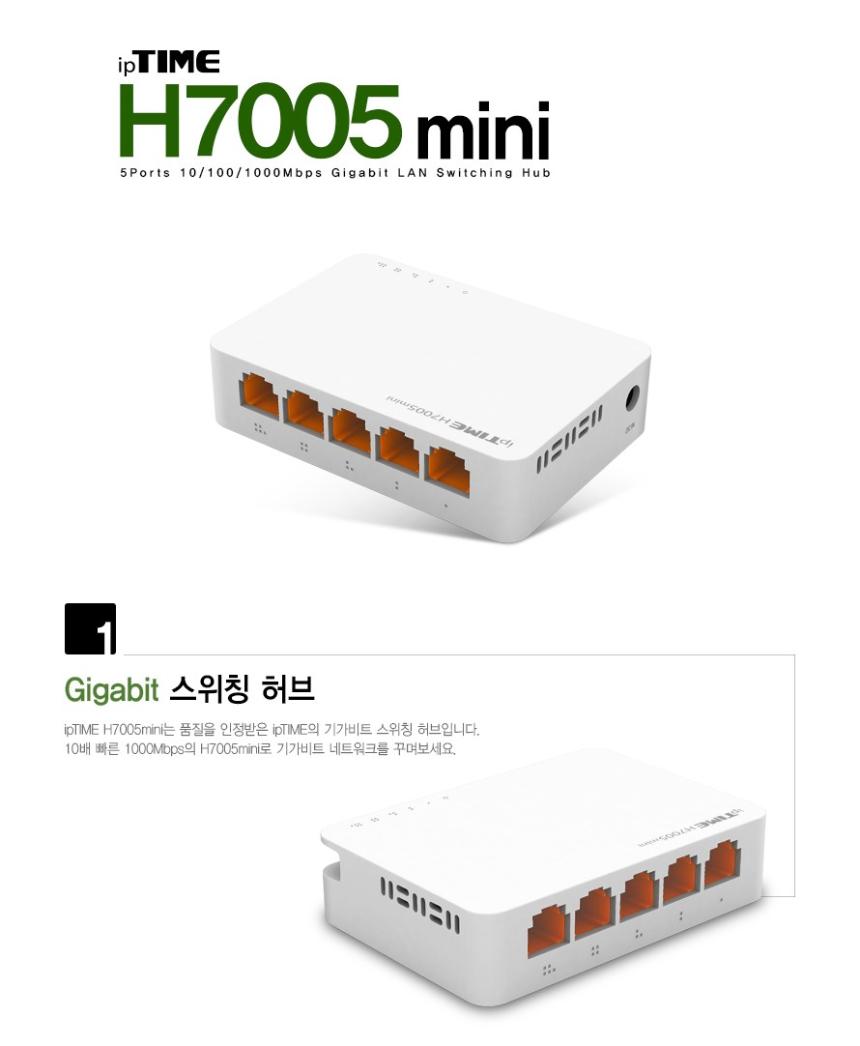 ipTIME
H7005 mini
5Ports 10/100/1000Mbps Gigabit LAN Switching Hub
ipTIME H7005mini
1
Gigabit 스위칭 허브
ipTIME H7005mini는 품질을 인정받은 ipTIME의 기가비트 스위칭 허브입니다.
10배 빠른 1000Mbps의 H7005mini로 기가비트 네트워크를 꾸며보세요.
ipTIME H7005mini